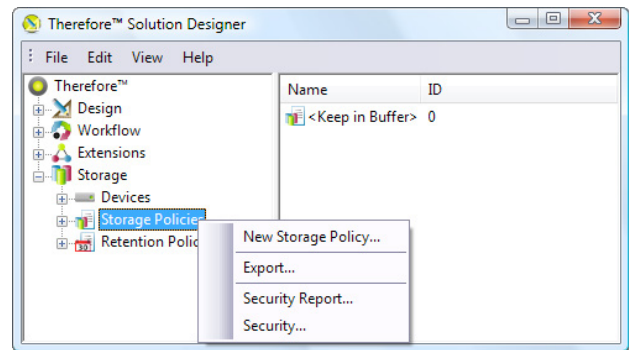 Therefore™ Solution Designer
File Edit View Help
Therefore™
Design
Workflow
Extensions
Storage
Devices
Storage Policies
Retention Polic
Name ID
<Keep in Buffer> 0
New Storage Policy...
Export...
Security Report...
Security...